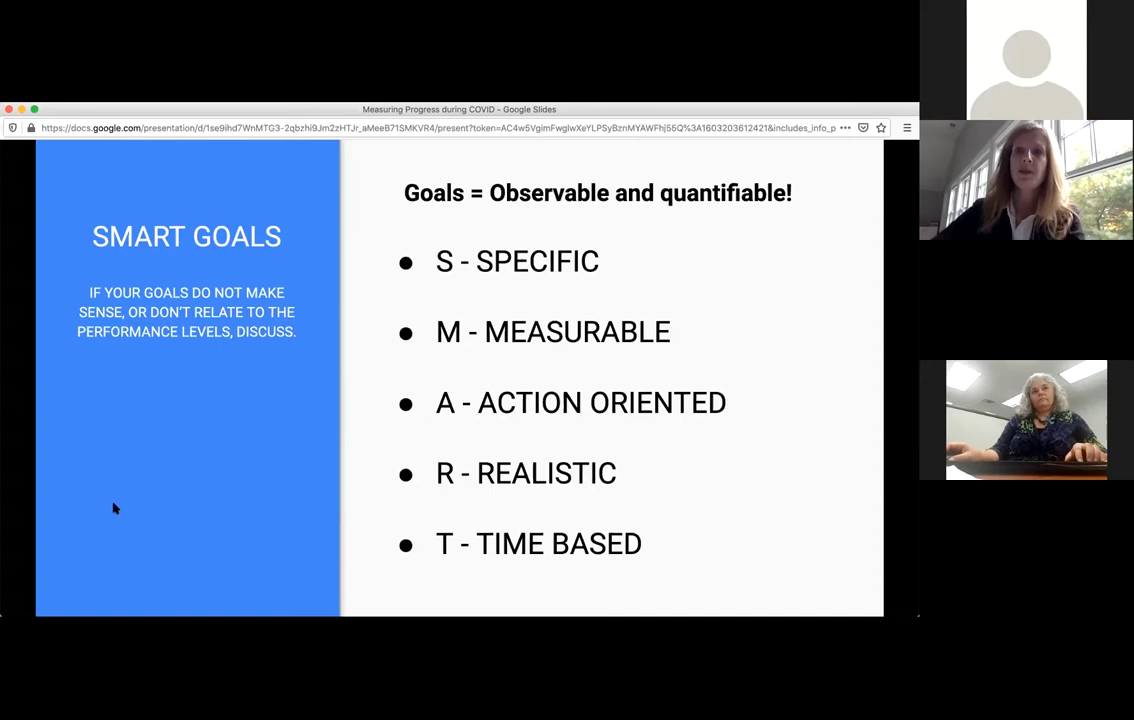 Measuring Progress during COVID - Google Slides
SMART GOALS
IF YOUR GOALS DO NOT MAKE
SENSE, OR DON'T RELATE TO THE
PERFORMANCE LEVELS, DISCUSS.
Goals = Observable and quantifiable!
● S - SPECIFIC
● M - MEASURABLE
● A - ACTION ORIENTED
● R - REALISTIC
● T - TIME BASED